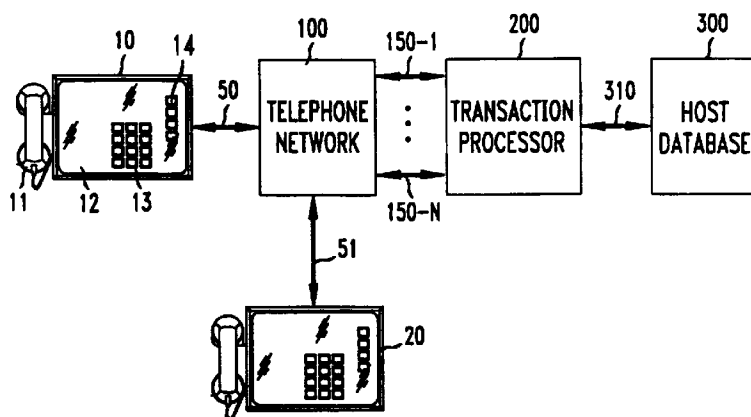 10
14
50
100
TELEPHONE
NETWORK
150-1
150-N
200
TRANSACTION
PROCESSOR
310
300
HOST
DATABASE
11
12
13
51
20